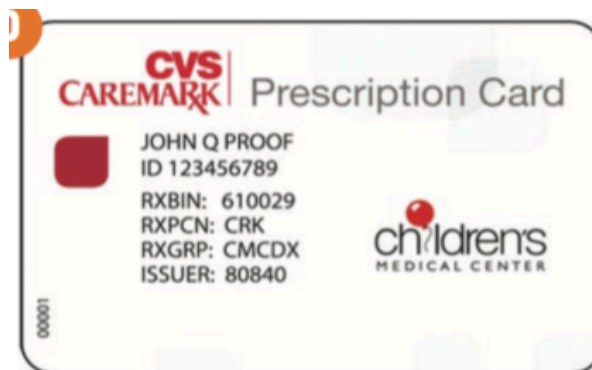 CVS
CAREMARK Prescription Card
JOHN Q PROOF
ID 123456789
RXBIN: 610029
RXPCN: CRK
RXGRP: CMCDX
ISSUER: 80840
children's
MEDICAL CENTER
00001